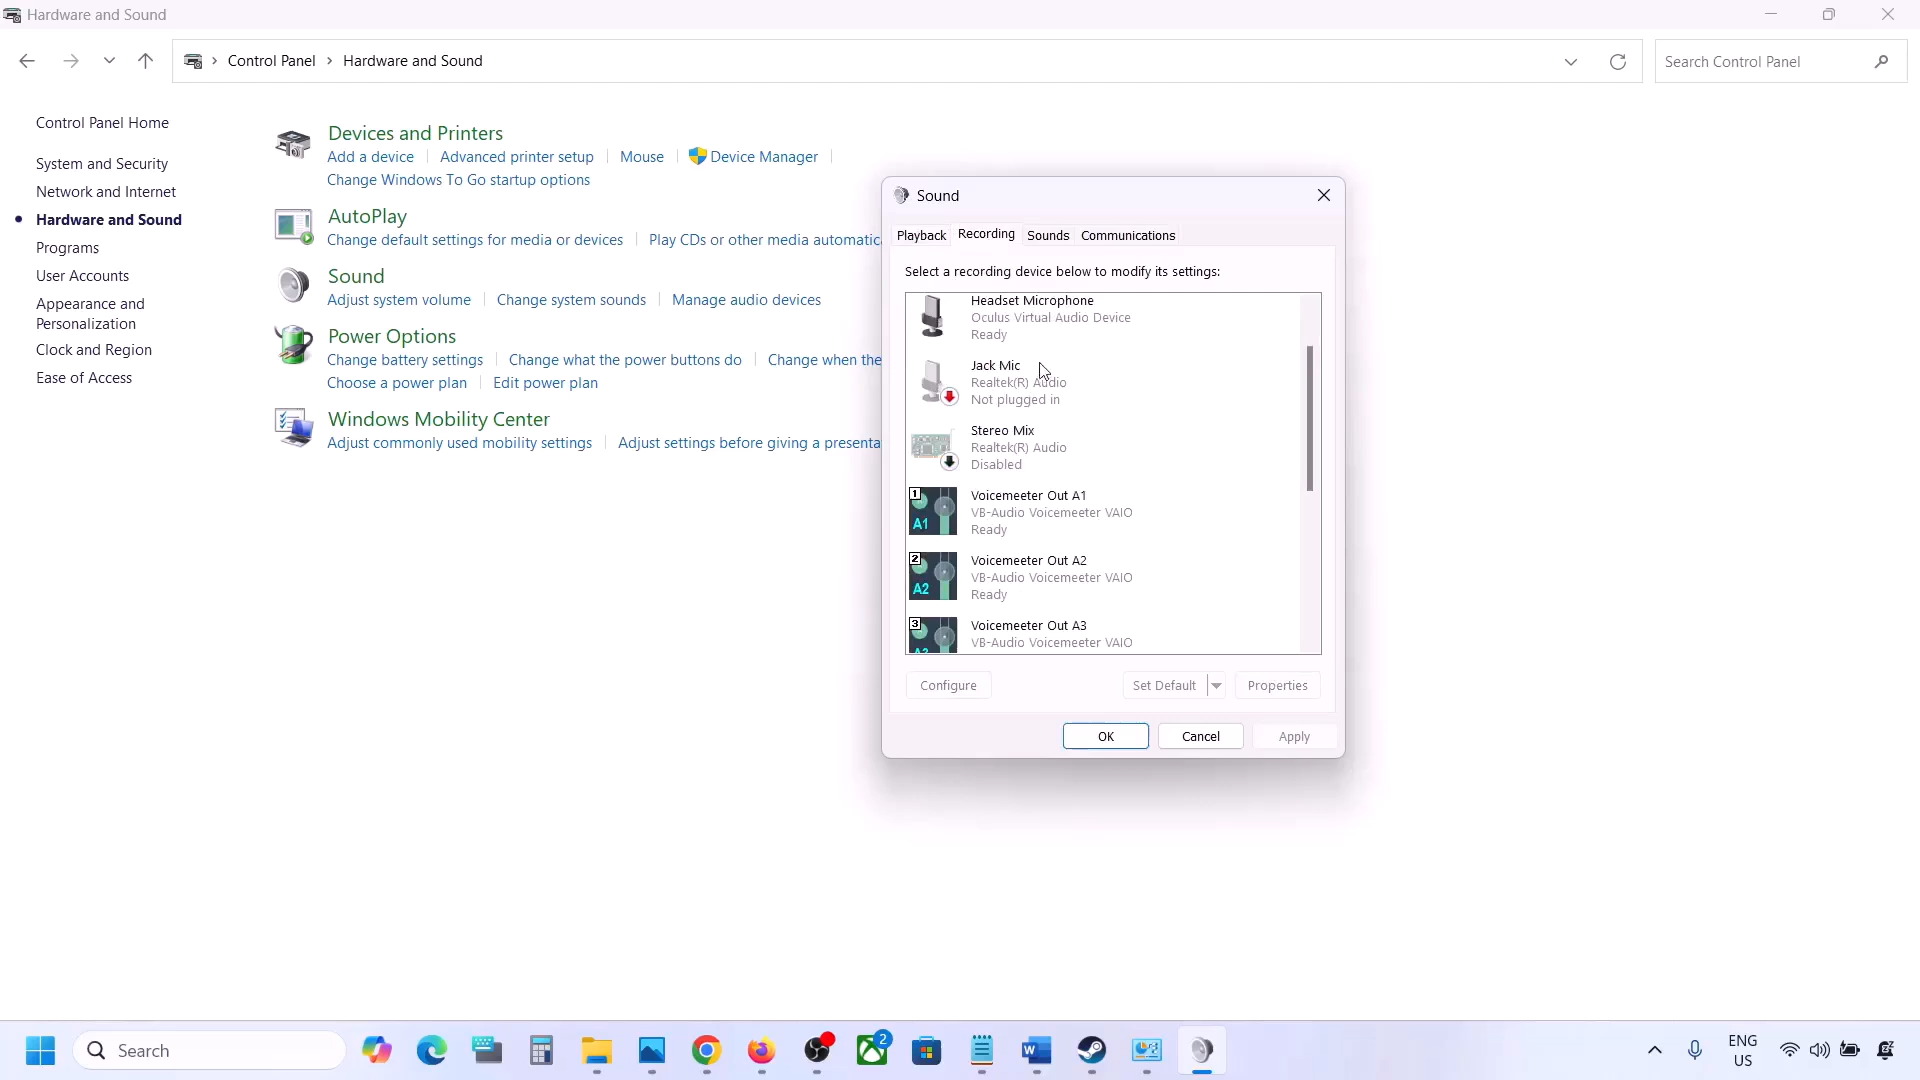 Hardware and Sound
Control Panel > Hardware and Sound
Search Control Panel
Control Panel Home
System and Security
Network and Internet
Hardware and Sound
Programs
User Accounts
Appearance and
Personalization
Clock and Region
Ease of Access
Devices and Printers
Add a device
Advanced printer setup
Mouse
Device Manager
Change Windows To Go startup options
AutoPlay
Change default settings for media or devices
Play CDs or other media automatic
Sound
Adjust system volume
Change system sounds
Manage audio devices
Power Options
Change battery settings
Change what the power buttons do
Change when the
Choose a power plan
Edit power plan
Windows Mobility Center
Adjust commonly used mobility settings
Adjust settings before giving a presenta
Sound
Playback
Recording
Sounds
Communications
Select a recording device below to modify its settings:
Headset Microphone
Oculus Virtual Audio Device
Ready
Jack Mic
Realtek(R) Audio
Not plugged in
Stereo Mix
Realtek(R) Audio
Disabled
1
A1
Voicemeeter Out A1
VB-Audio Voicemeeter VAIO
Ready
2
A2
Voicemeeter Out A2
VB-Audio Voicemeeter VAIO
Ready
3
A3
Voicemeeter Out A3
VB-Audio Voicemeeter VAIO
Configure
Set Default
Properties
OK
Cancel
Apply
Search
2
ENG
US